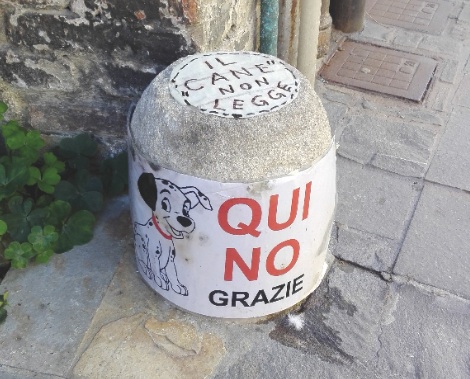 IL
"CANE"
NON
LEGGE
QUI
NO
GRAZIE